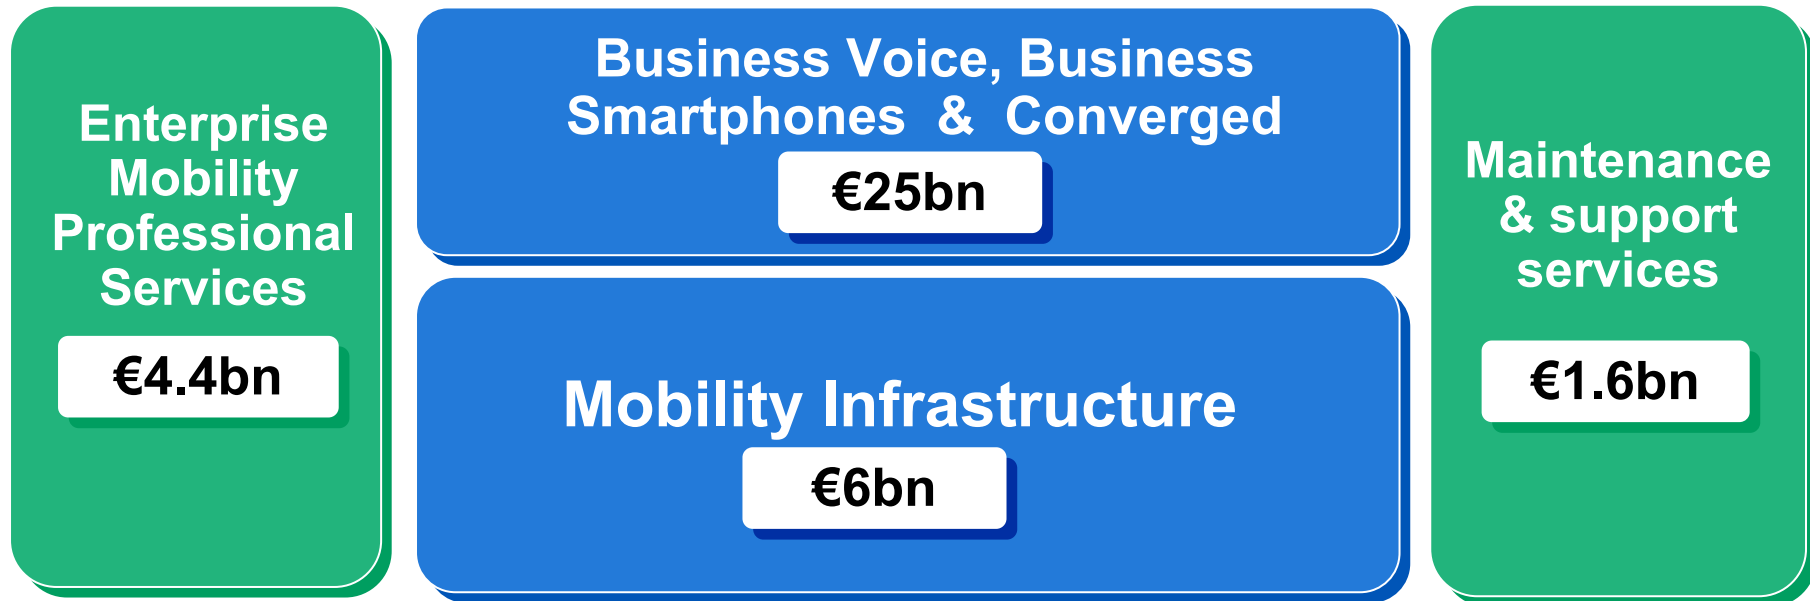 Enterprise
Mobility
Professional
Services
€4.4bn
Business Voice, Business
Smartphones & Converged
€25bn
Mobility Infrastructure
€6bn
Maintenance
& support
services
€1.6bn